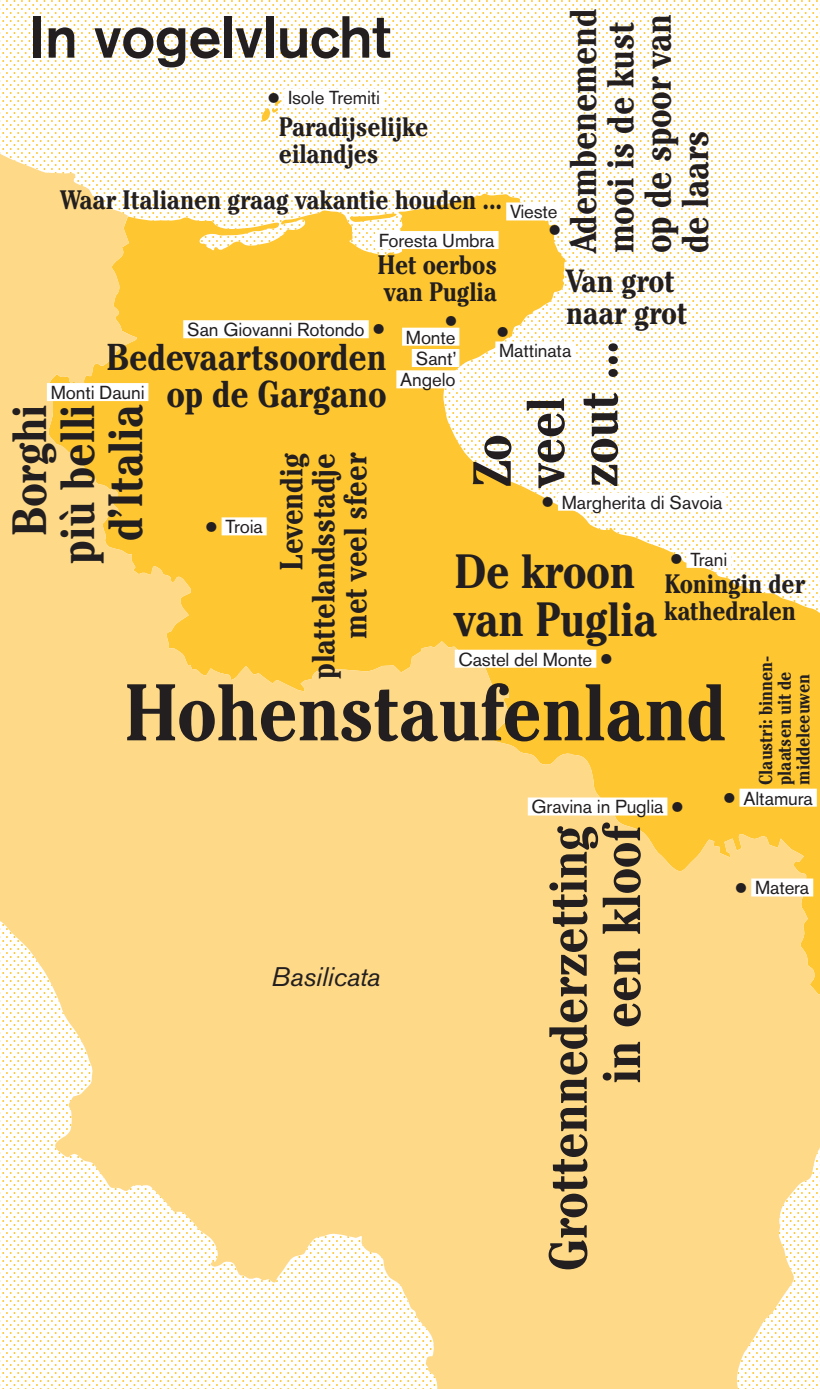 In vogelvlucht
Isole Tremiti
Paradijselijke
eilandjes
Adembenemend
mooi is de kust
op de spoor van
de laars
Waar Italianen graag vakantie houden ...
Vieste
Foresta Umbra
Het oerbos
van Puglia
Van grot
naar grot
San Giovanni Rotondo
Monte
Sant'
Angelo
Mattinata
Bedevaartsoorden
op de Gargano
Monti Dauni
Borghi
più belli
d'Italia
Zo
veel
zout ...
Troia
Levendig
plattelandsstadje
met veel sfeer
Margherita di Savoia
De kroon
van Puglia
Trani
Koningin der
kathedralen
Castel del Monte
Hohenstaufenland
Claustri: binnen-
plaatsen uit de
middeleeuwen
Gravina in Puglia
Altamura
Grottennederzetting
in een kloof
Matera
Basilicata